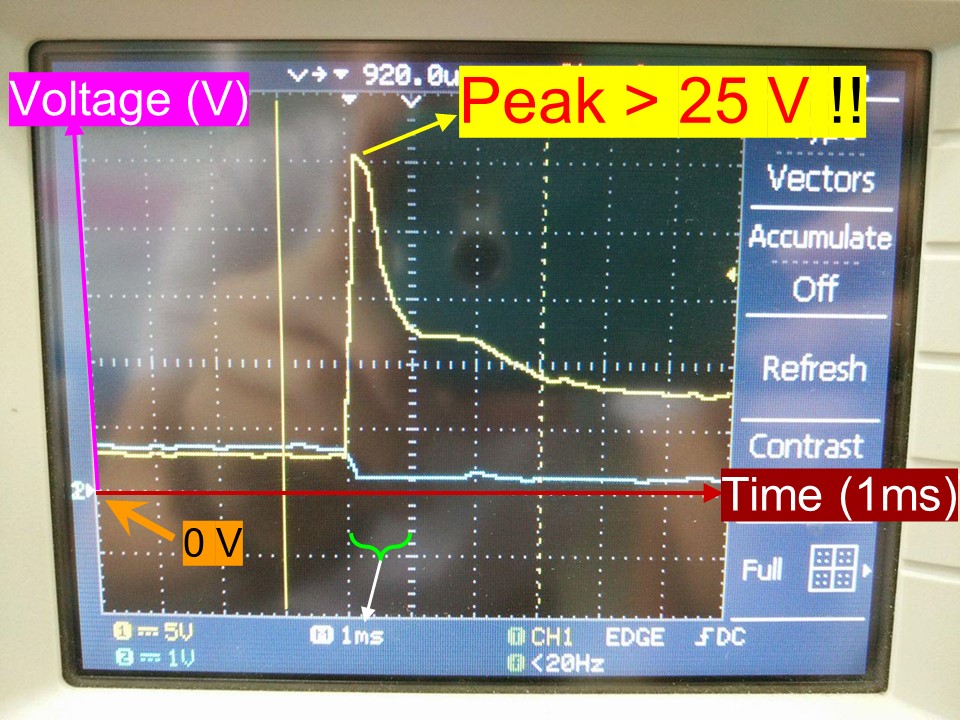 Voltage (V)
920.0u
Peak > 25 V !!
Vectors
Accumulate
Off
Refresh
Contrast
2
Time (1ms)
0 V
Full
1 5V
M 1ms
T CH1 EDGE DC
2 1V
F <20Hz